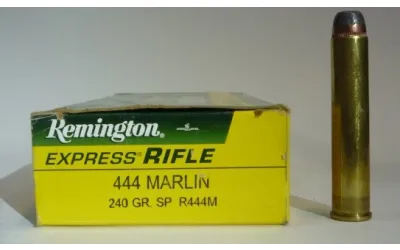 Remington
EXPRESS RIFLE
444 MARLIN
240 GR. SP R444M